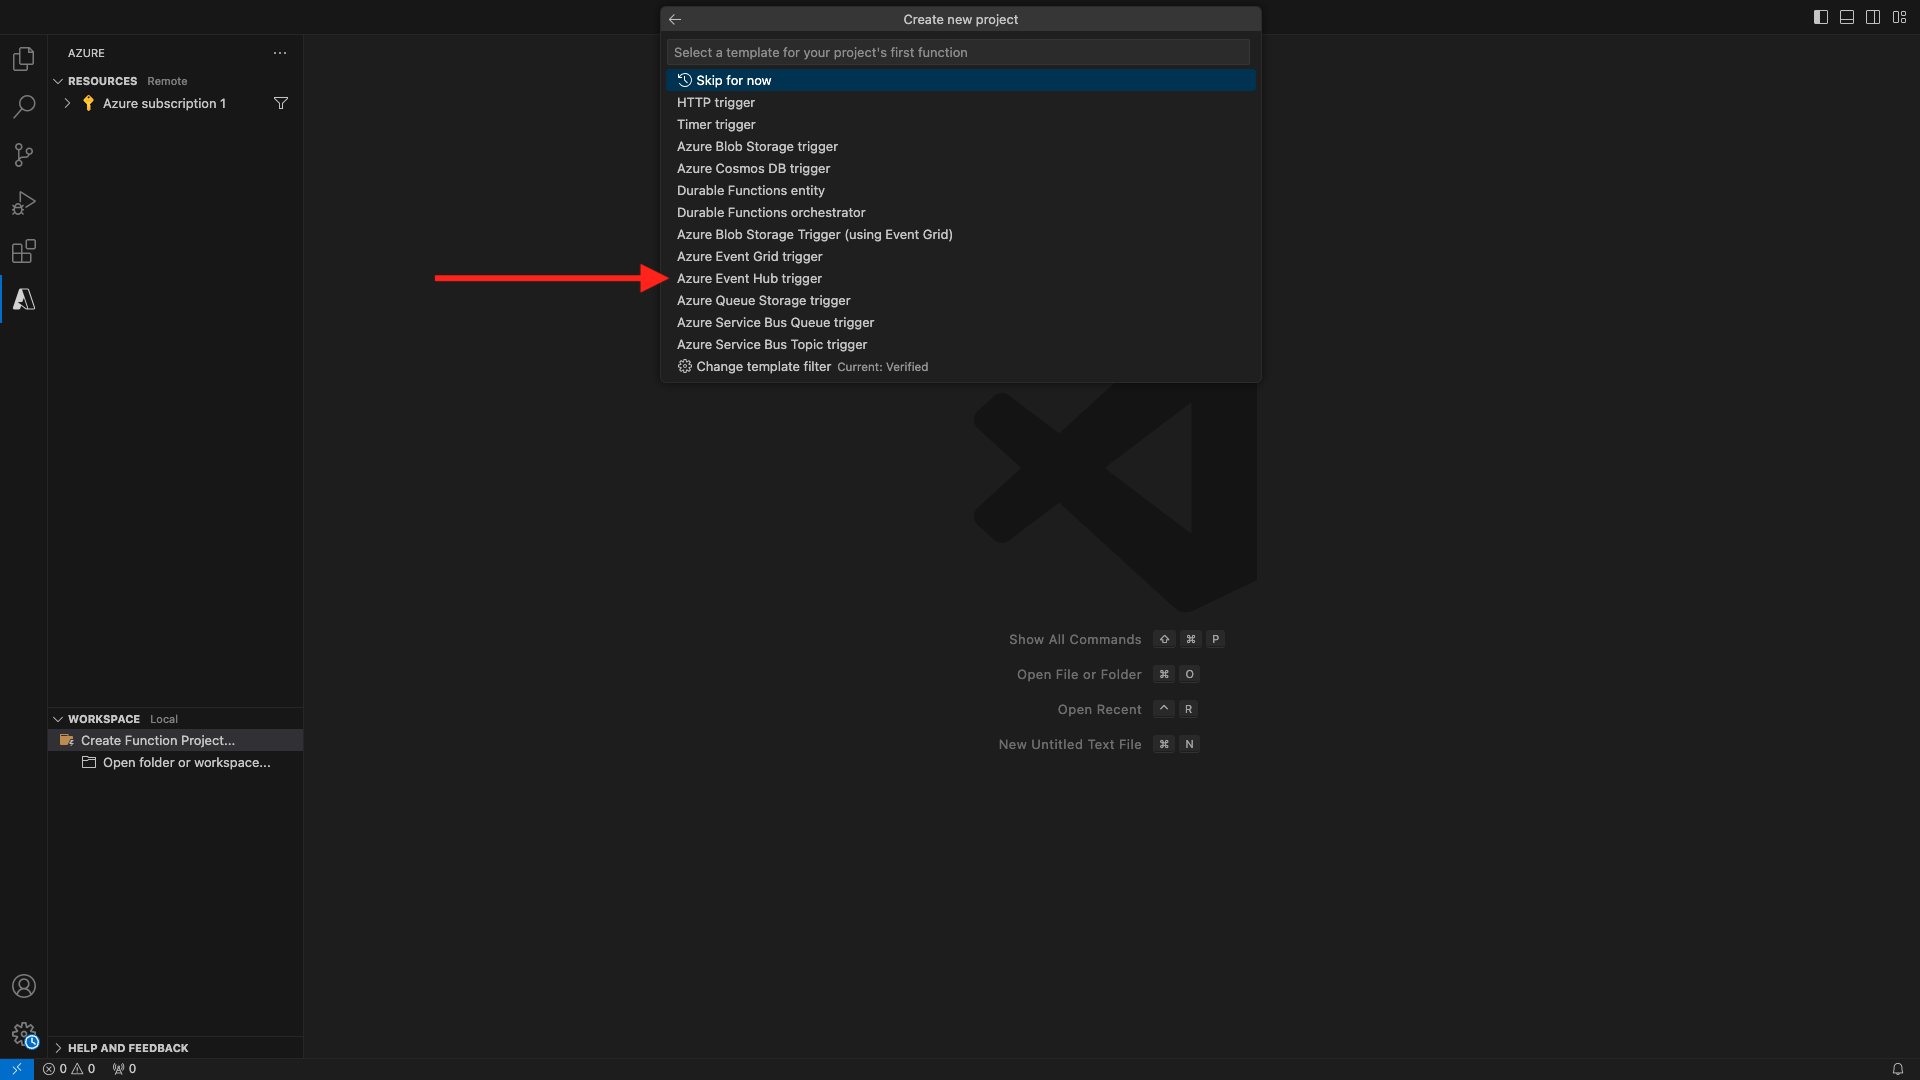 Create new project
AZURE
RESOURCES Remote
Azure subscription 1
Select a template for your project's first function
Skip for now
HTTP trigger
Timer trigger
Azure Blob Storage trigger
Azure Cosmos DB trigger
Durable Functions entity
Durable Functions orchestrator
Azure Blob Storage Trigger (using Event Grid)
Azure Event Grid trigger
Azure Event Hub trigger
Azure Queue Storage trigger
Azure Service Bus Queue trigger
Azure Service Bus Topic trigger
Change template filter Current: Verified
Show All Commands ⇧ ⌘ P
Open File or Folder ⌘ O
Open Recent ^ R
New Untitled Text File ⌘ N
WORKSPACE Local
Create Function Project...
Open folder or workspace...
HELP AND FEEDBACK
0 0 0